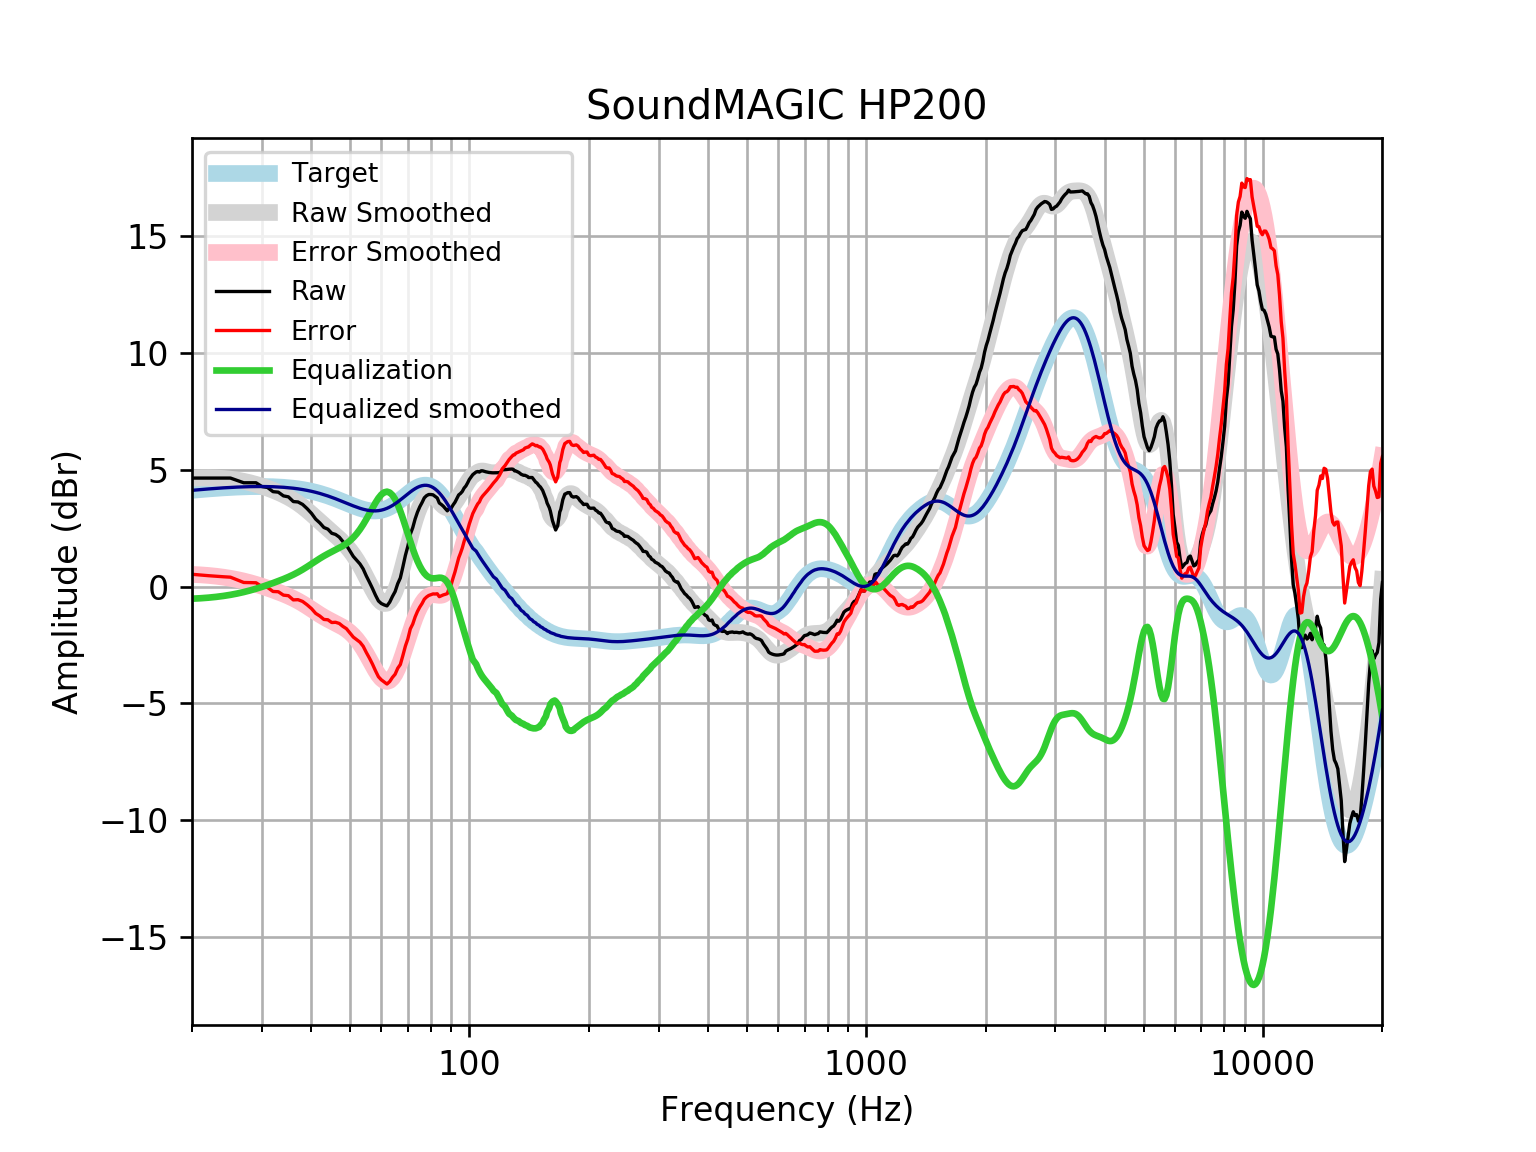 SoundMAGIC HP200
Target
Raw Smoothed
Error Smoothed
Raw
Error
Equalization
Equalized smoothed
15
10
5
0
−5
−10
−15
Amplitude (dBr)
100
1000
10000
Frequency (Hz)